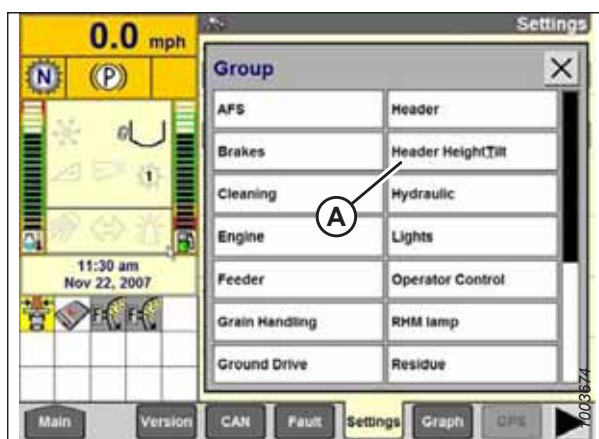 Settings
0.0 mph
N
(P)
Group
X
AFS
Header
Brakes
Header Height/Tilt
Cleaning
Hydraulic
A
Engine
Lights
1
11:30 am
Nov 22, 2007
Feeder
Operator Control
Grain Handling
RHM lamp
Ground Drive
Residue
F
F
Main
Version
CAN
Fault
Settings
Graph
GPS
1003674